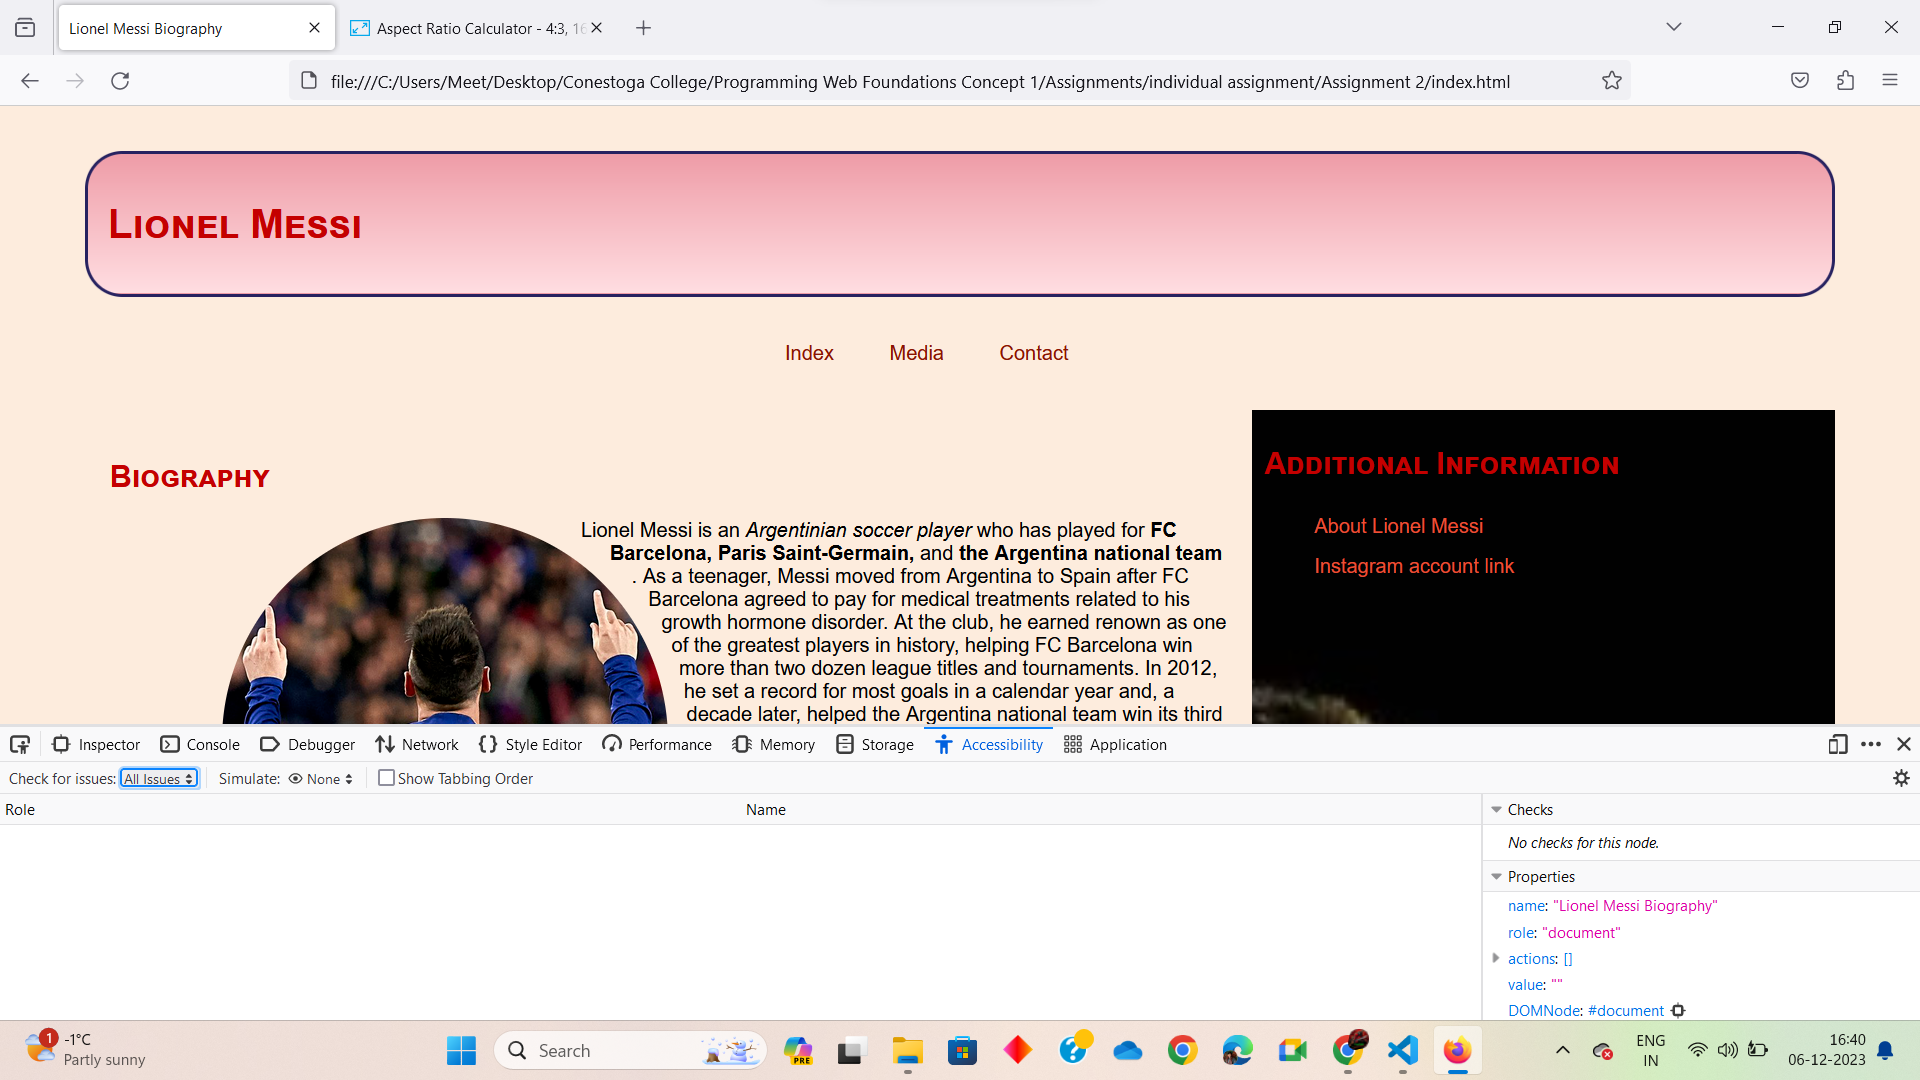 Lionel Messi Biography
Aspect Ratio Calculator - 4:3, 16
file:///C:/Users/Meet/Desktop/Conestoga College/Programming Web Foundations Concept 1/Assignments/individual assignment/Assignment 2/index.html
Lionel Messi
Index Media Contact
Biography
Lionel Messi is an Argentinian soccer player who has played for FC
Barcelona, Paris Saint-Germain, and the Argentina national team
. As a teenager, Messi moved from Argentina to Spain after FC
Barcelona agreed to pay for medical treatments related to his
growth hormone disorder. At the club, he earned renown as one
of the greatest players in history, helping FC Barcelona win
more than two dozen league titles and tournaments. In 2012,
he set a record for most goals in a calendar year and, a
decade later, helped the Argentina national team win its third
Additional Information
About Lionel Messi
Instagram account link
Inspector Console Debugger Network Style Editor Performance Memory Storage Accessibility Application
Check for issues: All Issues Simulate: None Show Tabbing Order
Role Name
Checks
No checks for this node.
Properties
name: "Lionel Messi Biography"
role: "document"
actions: []
value: ""
DOMNode: #document
1
-1°C
Partly sunny
Search
PRE
ENG
IN
16:40
06-12-2023